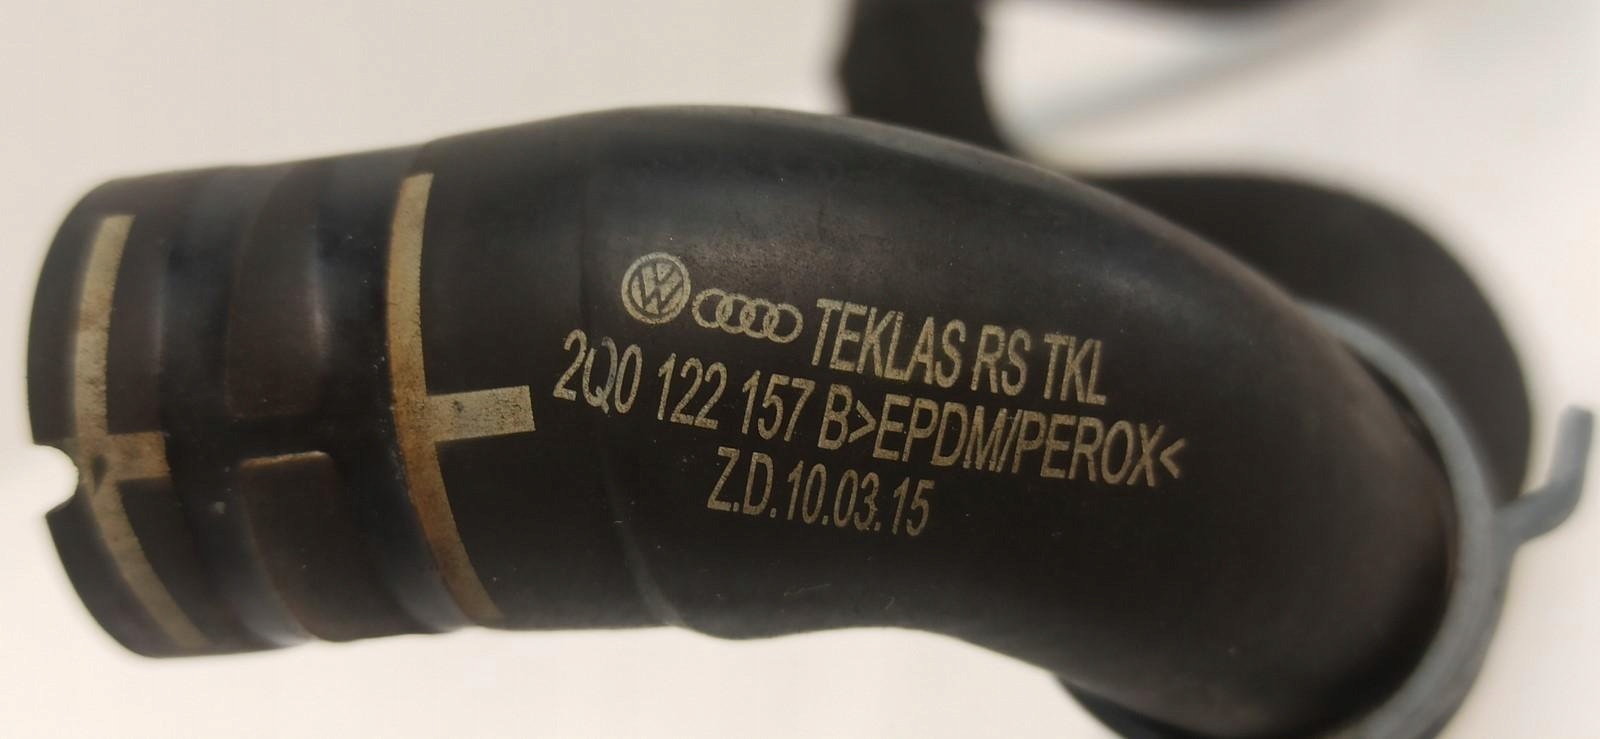 TEKLAS RS TKL
2Q0 122 157 B>EPDM/PEROX<
Z.D.10.03.15